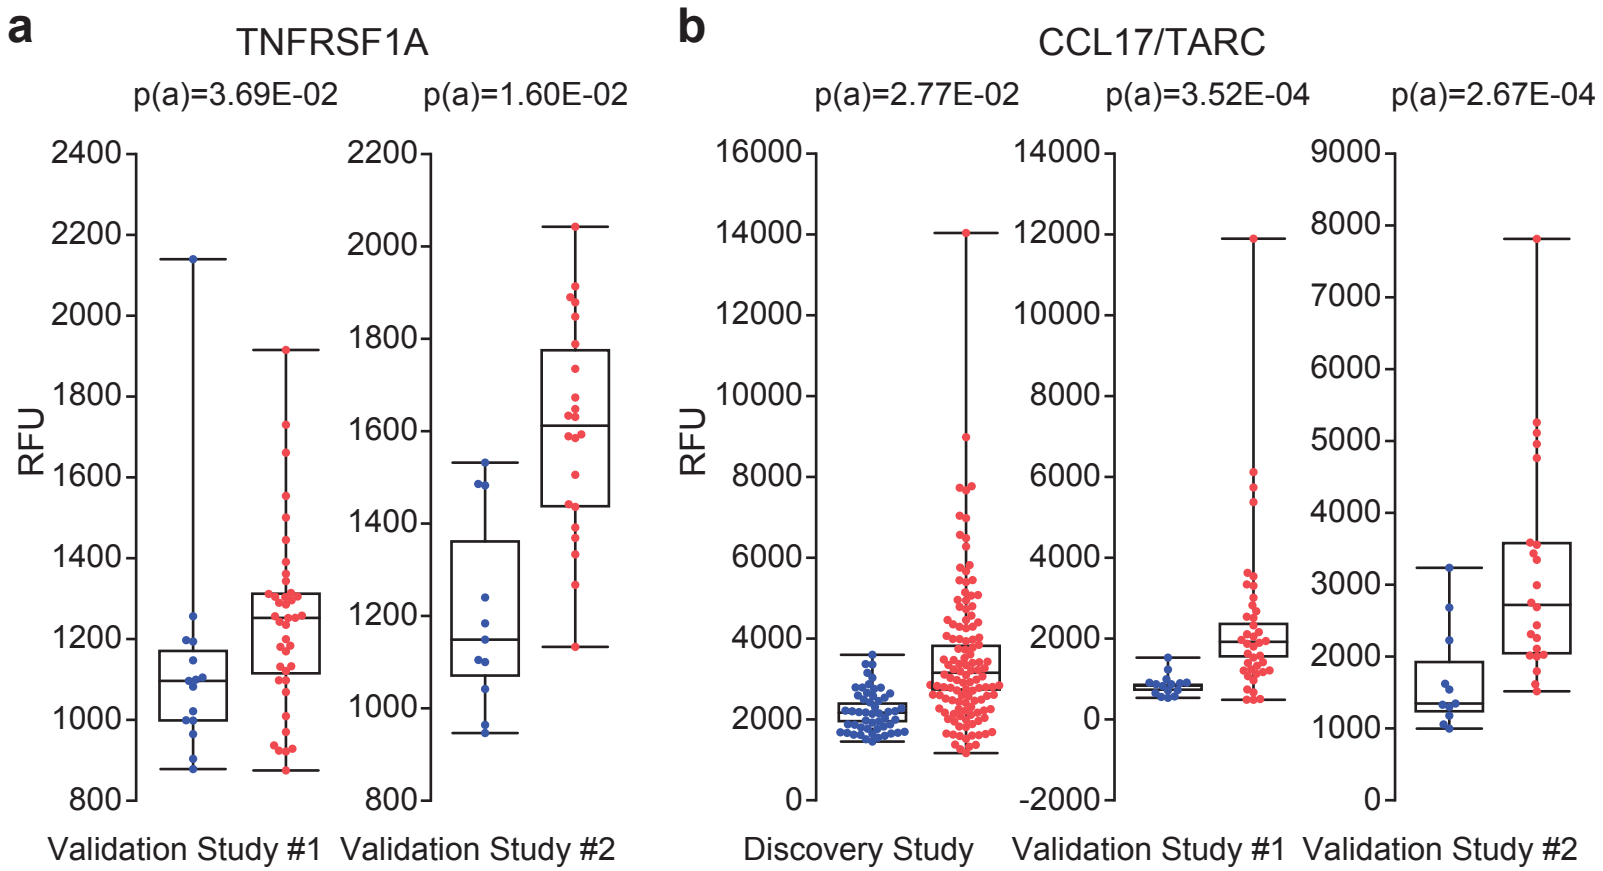 a
b
TNFRSF1A
CCL17/TARC
p(a)=3.69E-02
p(a)=1.60E-02
p(a)=2.77E-02
p(a)=3.52E-04
p(a)=2.67E-04
RFU
2400
2200
2000
1800
1600
1400
1200
1000
800
2200
2000
1800
1600
1400
1200
1000
800
RFU
16000
14000
12000
10000
8000
6000
4000
2000
0
14000
12000
10000
8000
6000
4000
2000
0
-2000
9000
8000
7000
6000
5000
4000
3000
2000
1000
0
Validation Study #1
Validation Study #2
Discovery Study
Validation Study #1
Validation Study #2